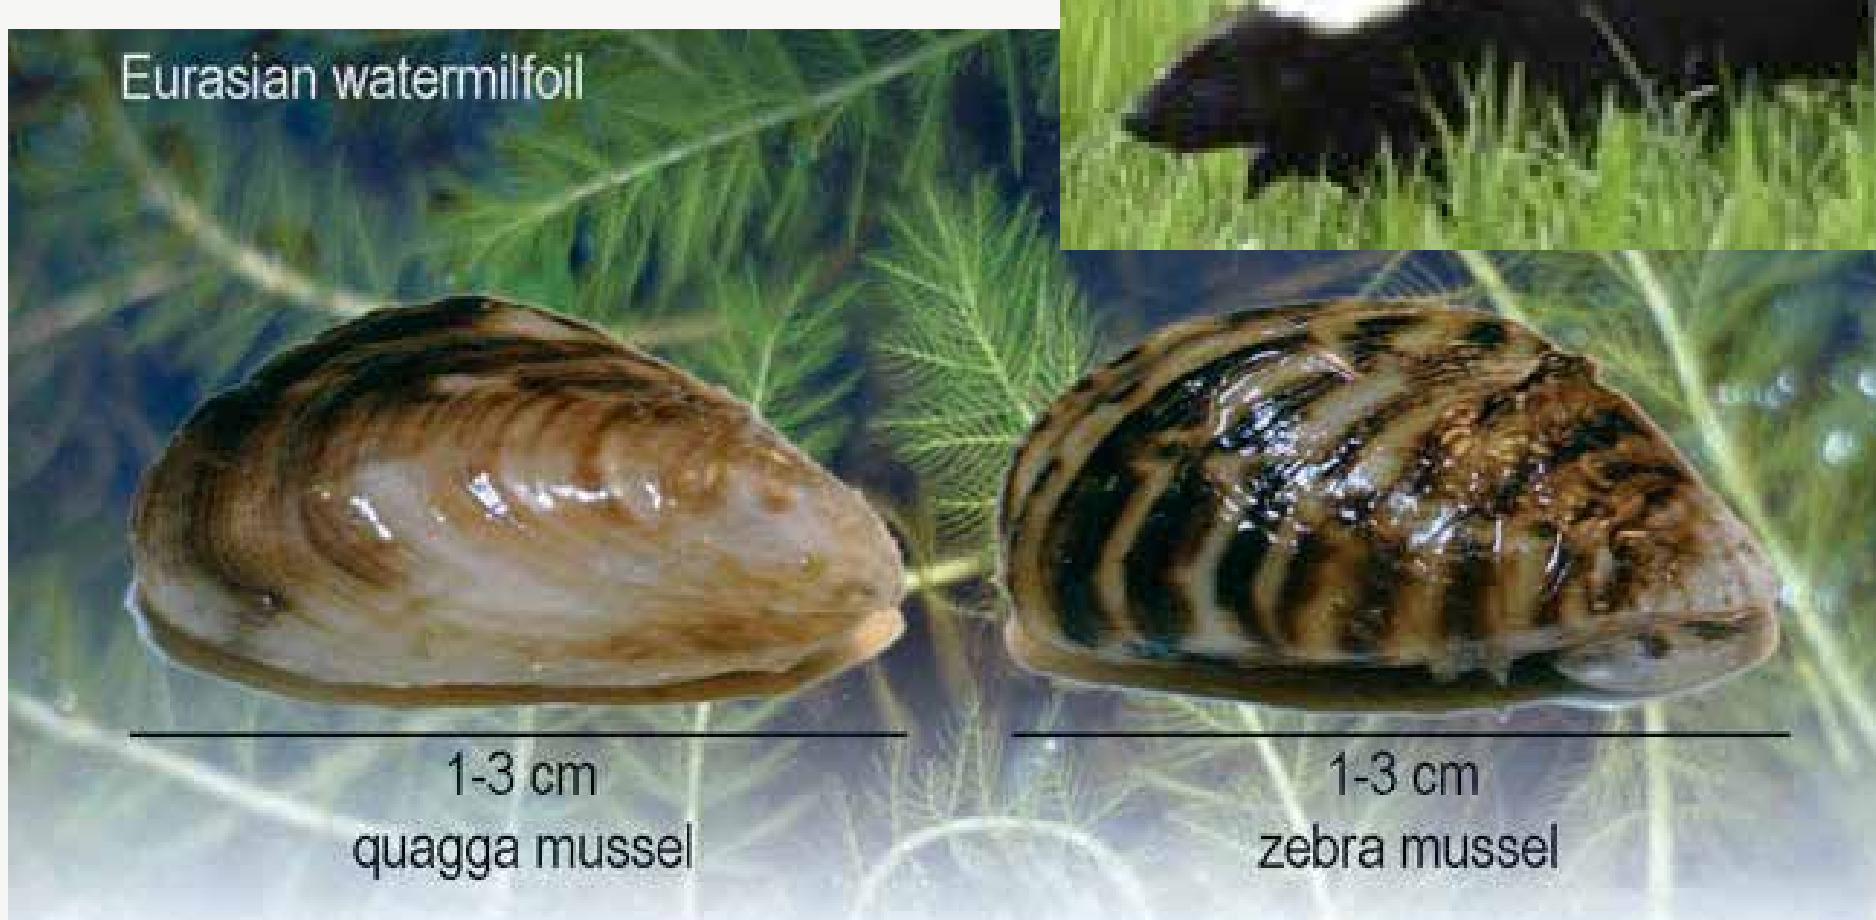 Eurasian watermilfoil
1-3 cm
quagga mussel
1-3 cm
zebra mussel